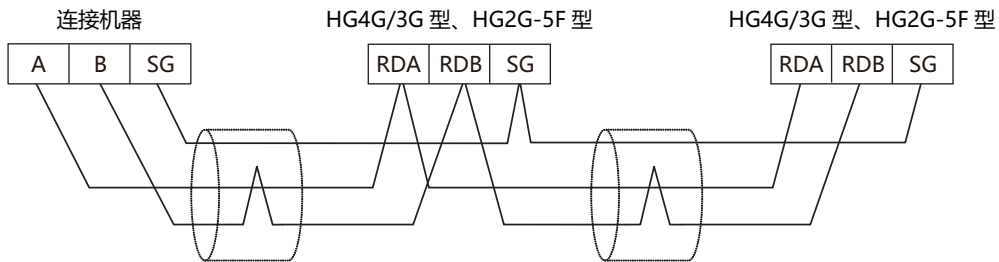 连接机器 HG4G/3G 型、HG2G-5F 型 HG4G/3G 型、HG2G-5F 型
A B SG RDA RDB SG RDA RDB SG